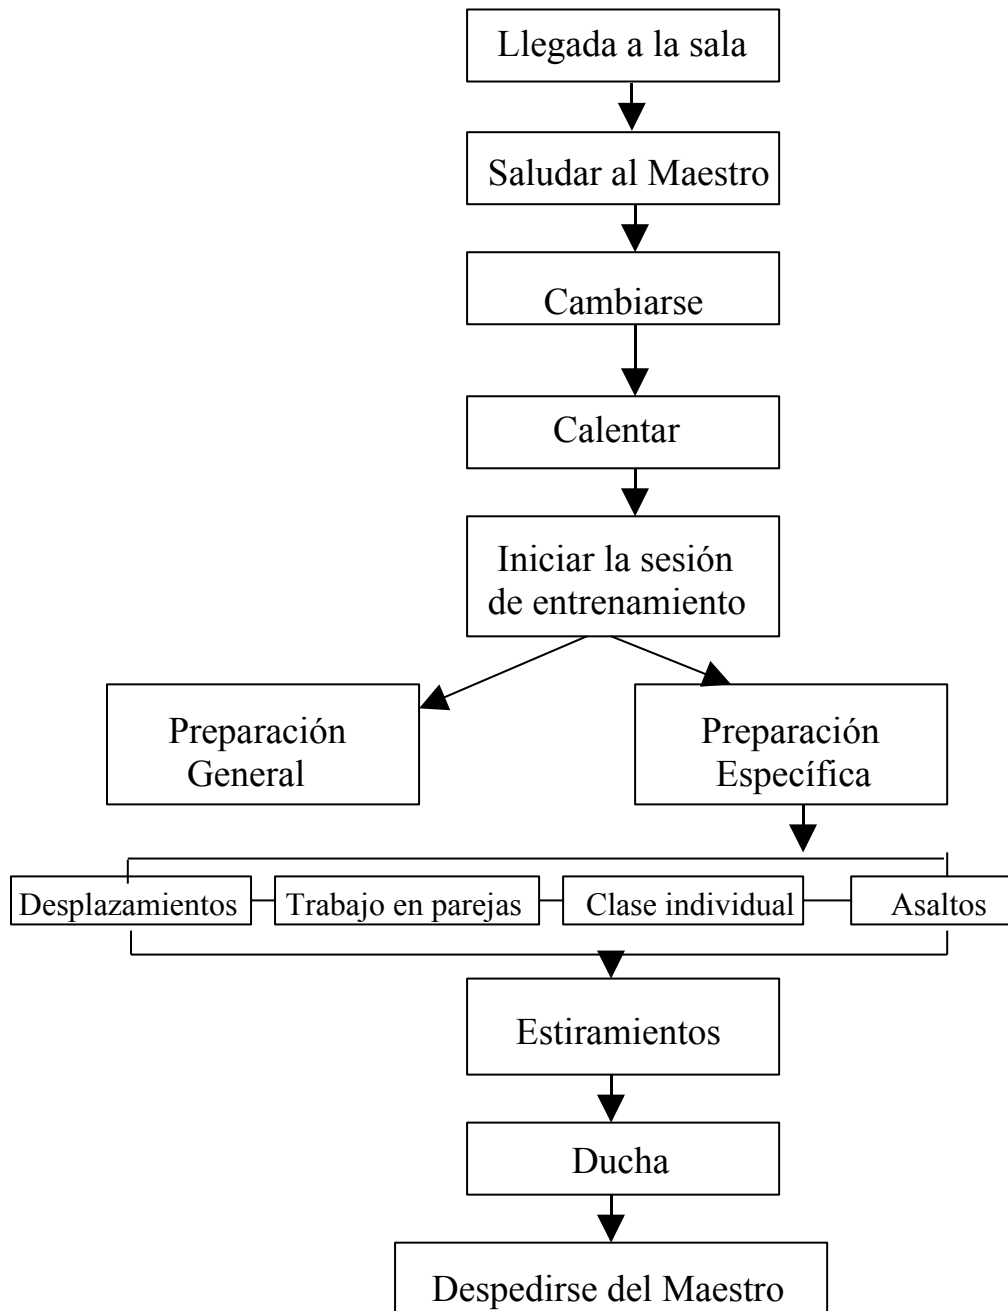 Llegada a la sala
Saludar al Maestro
Cambiarse
Calentar
Iniciar la sesión
de entrenamiento
Preparación
General
Preparación
Específica
Desplazamientos
Trabajo en parejas
Clase individual
Asaltos
Estiramientos
Ducha
Despedirse del Maestro